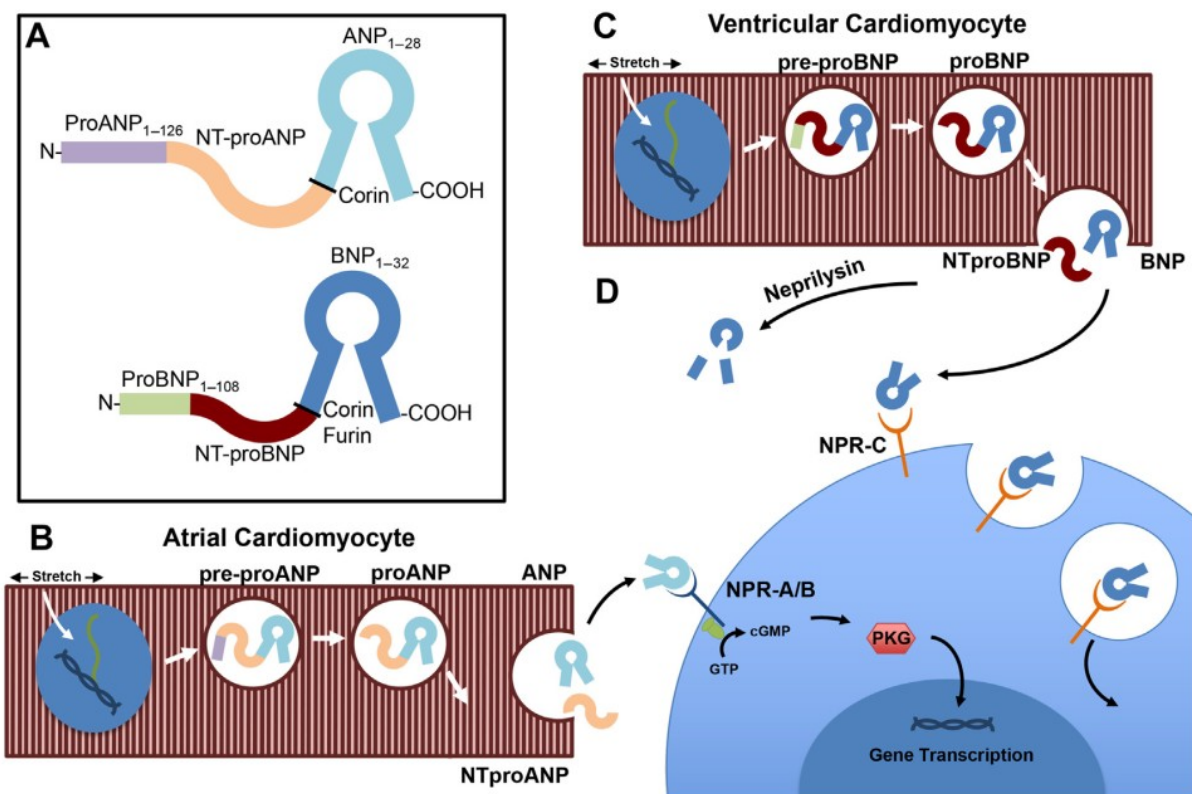 A
ANP1–28
ProANP1–126
NT-proANP
N-
Corin
-COOH
BNP1–32
ProBNP1–108
N-
Corin
-COOH
Furin
NT-proBNP
B
Atrial Cardiomyocyte
Stretch
pre-proANP
proANP
ANP
NTproANP
C
Ventricular Cardiomyocyte
Stretch
pre-proBNP
proBNP
NTproBNP
BNP
D
Neprilysin
NPR-C
NPR-A/B
cGMP
GTP
PKG
Gene Transcription